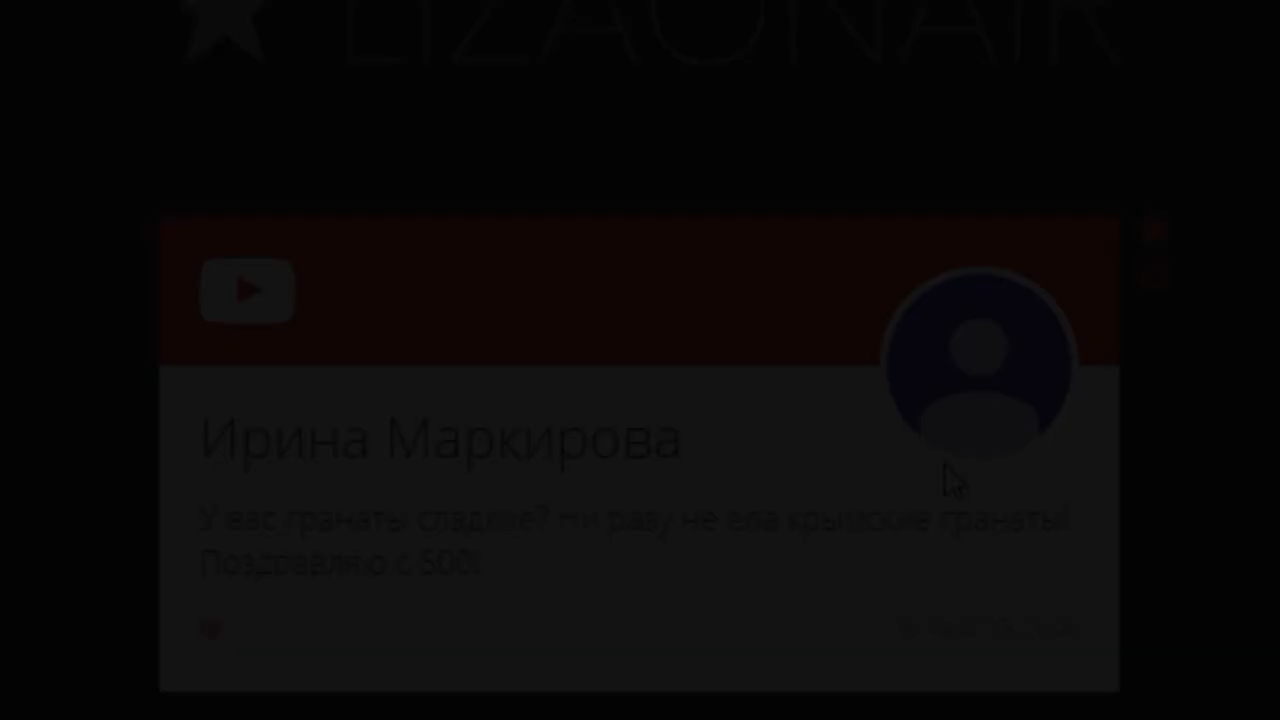 LIZAONAIR
Ирина Маркирова
У вас гранаты сладкие? Ни разу не ела крымские гранаты!
Поздравляю с 500!